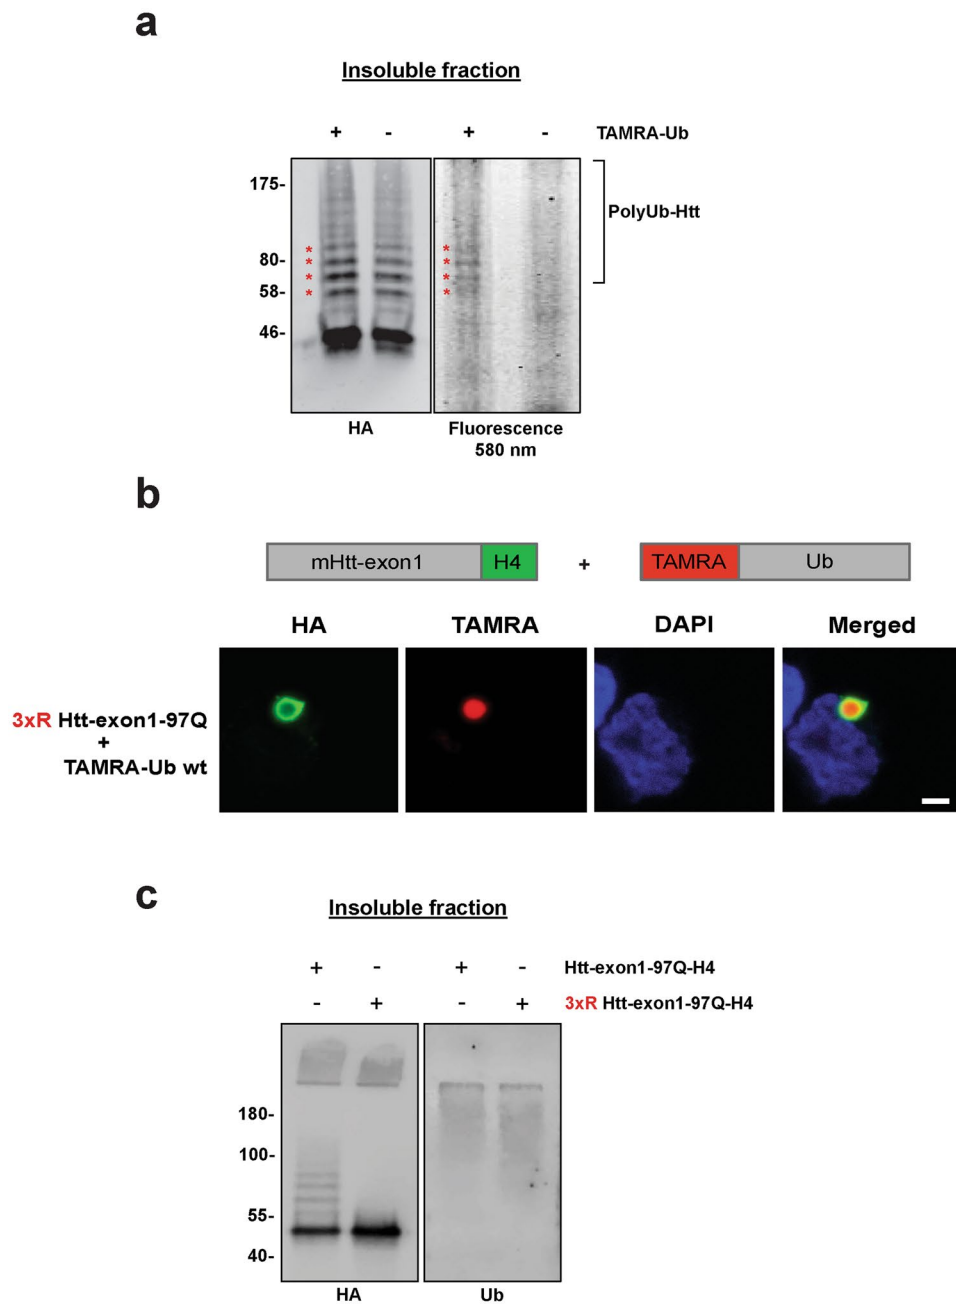 a
Insoluble fraction
+ - + - TAMRA-Ub
175-
80-
58-
46-
*
*
*
*
*
*
*
*
PolyUb-Htt
HA
Fluorescence
580 nm
b
mHtt-exon1 H4 + TAMRA Ub
HA TAMRA DAPI Merged
3xR Htt-exon1-97Q
+
TAMRA-Ub wt
c
Insoluble fraction
+ - + - Htt-exon1-97Q-H4
- + - + 3xR Htt-exon1-97Q-H4
180-
100-
55-
40-
HA Ub